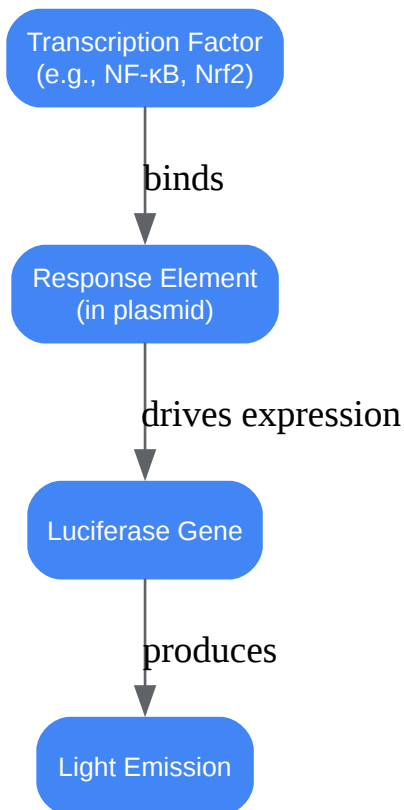 Transcription Factor
(e.g., NF-κB, Nrf2)
binds
Response Element
(in plasmid)
drives expression
Luciferase Gene
produces
Light Emission